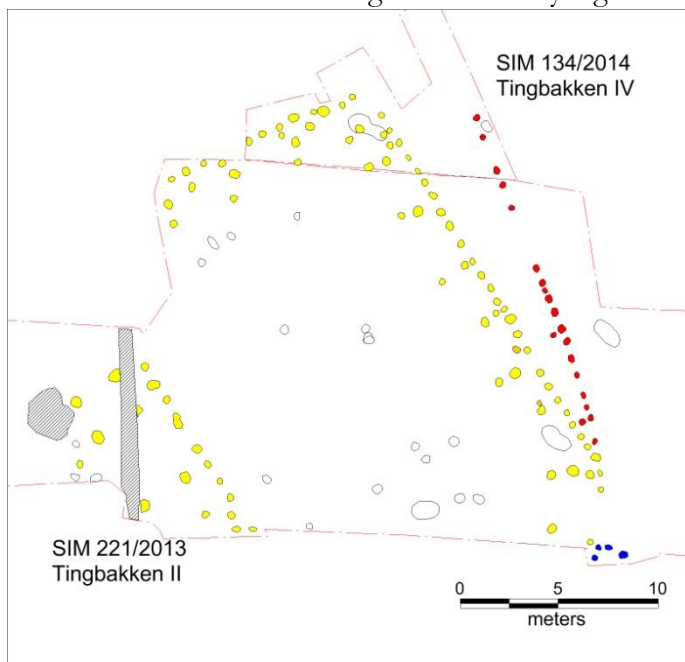 SIM 134/2014
Tingbakken IV
SIM 221/2013
Tingbakken II
0 5 10
meters